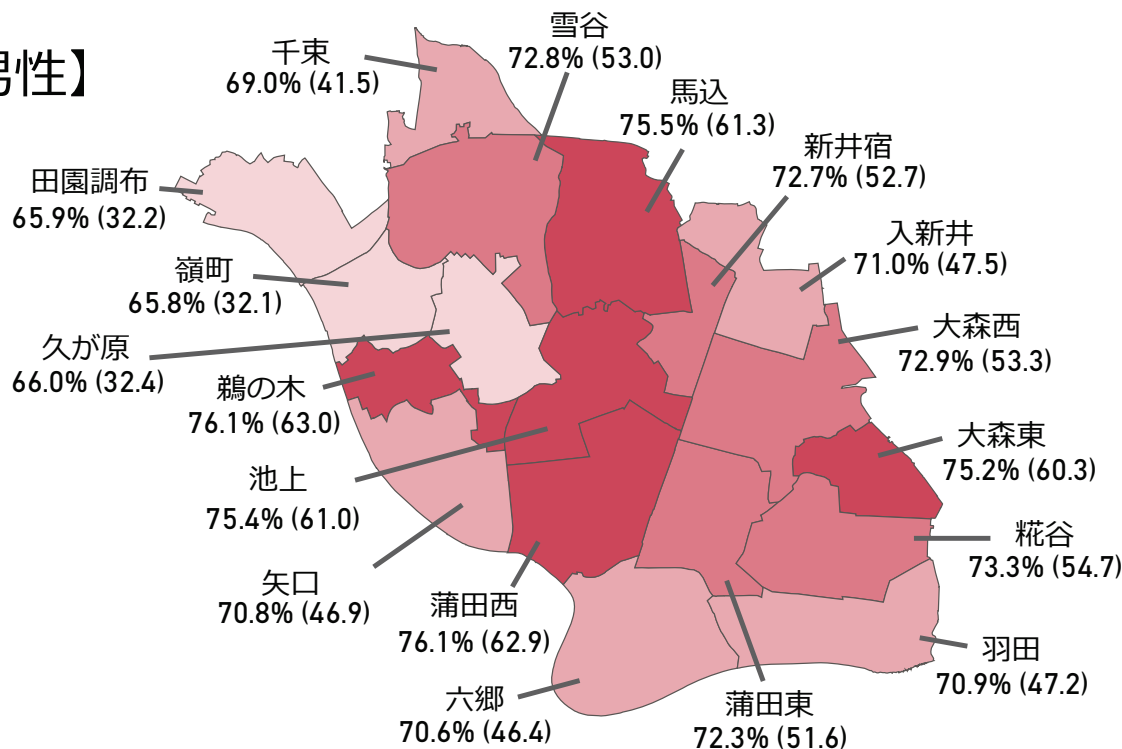 男性】
千束
69.0% (41.5)
雪谷
72.8% (53.0)
馬込
75.5% (61.3)
新井宿
72.7% (52.7)
田園調布
65.9% (32.2)
入新井
71.0% (47.5)
嶺町
65.8% (32.1)
大森西
72.9% (53.3)
久が原
66.0% (32.4)
鵜の木
76.1% (63.0)
大森東
75.2% (60.3)
池上
75.4% (61.0)
糀谷
73.3% (54.7)
矢口
70.8% (46.9)
蒲田西
76.1% (62.9)
羽田
70.9% (47.2)
六郷
70.6% (46.4)
蒲田東
72.3% (51.6)